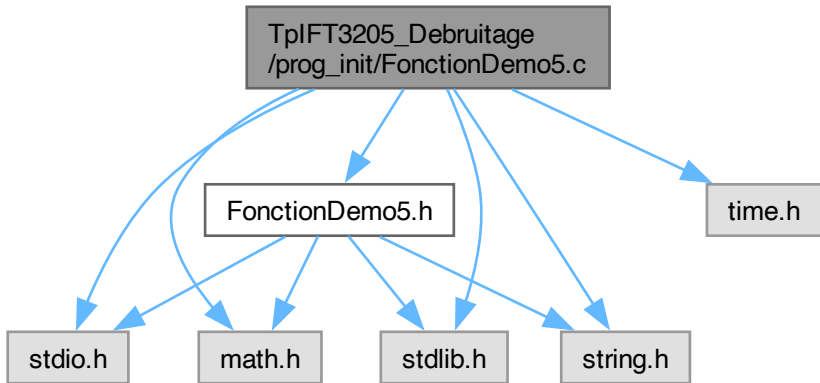 TpIFT3205_Debruitage
/prog_init/FonctionDemo5.c
FonctionDemo5.h
time.h
stdio.h
math.h
stdlib.h
string.h